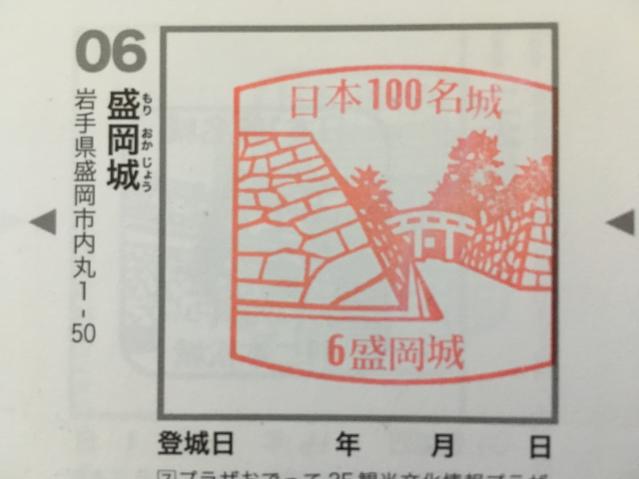 06
盛岡城
もりおかじょう
岩手県盛岡市内丸1-50
日本100名城
6盛岡城
登城日 年 月 日